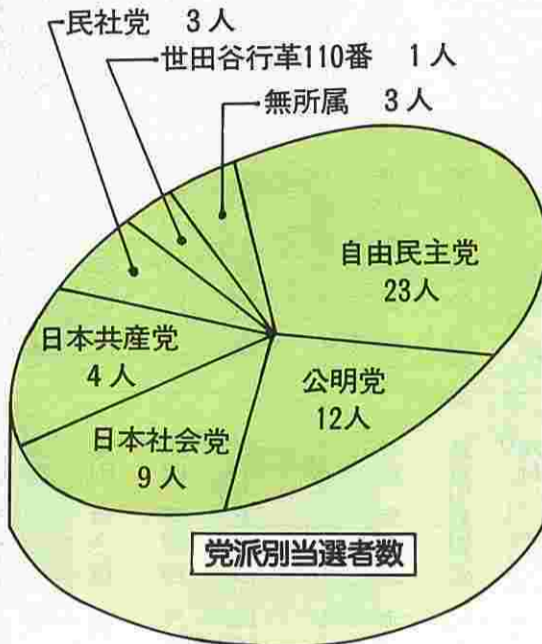 民社党 3人
世田谷行革110番 1人
無所属 3人
自由民主党
23人
公明党
12人
日本共産党
4人
日本社会党
9人
党派別当選者数